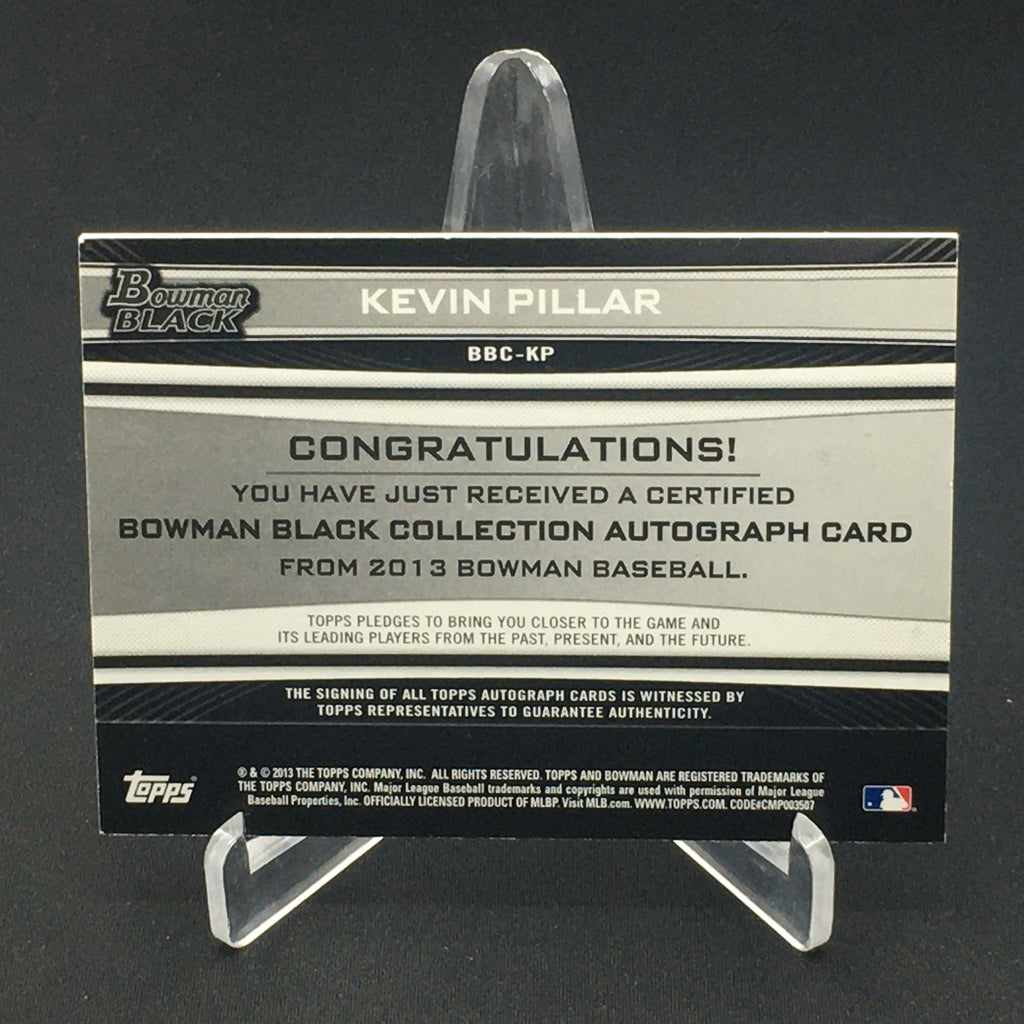 Bowman
BLACK
KEVIN PILLAR
BBC-KP
CONGRATULATIONS!
YOU HAVE JUST RECEIVED A CERTIFIED
BOWMAN BLACK COLLECTION AUTOGRAPH CARD
FROM 2013 BOWMAN BASEBALL.
TOPPS PLEDGES TO BRING YOU CLOSER TO THE GAME AND
ITS LEADING PLAYERS FROM THE PAST, PRESENT, AND THE FUTURE.
THE SIGNING OF ALL TOPPS AUTOGRAPH CARDS IS WITNESSED BY
TOPPS REPRESENTATIVES TO GUARANTEE AUTHENTICITY.
topps®
® & © 2013 THE TOPPS COMPANY, INC. ALL RIGHTS RESERVED. TOPPS AND BOWMAN ARE REGISTERED TRADEMARKS OF
THE TOPPS COMPANY, INC. Major League Baseball trademarks and copyrights are used with permission of Major League
Baseball Properties, Inc. OFFICIALLY LICENSED PRODUCT OF MLBP. Visit MLB.com. WWW.TOPPS.COM. CODE#CMP003507